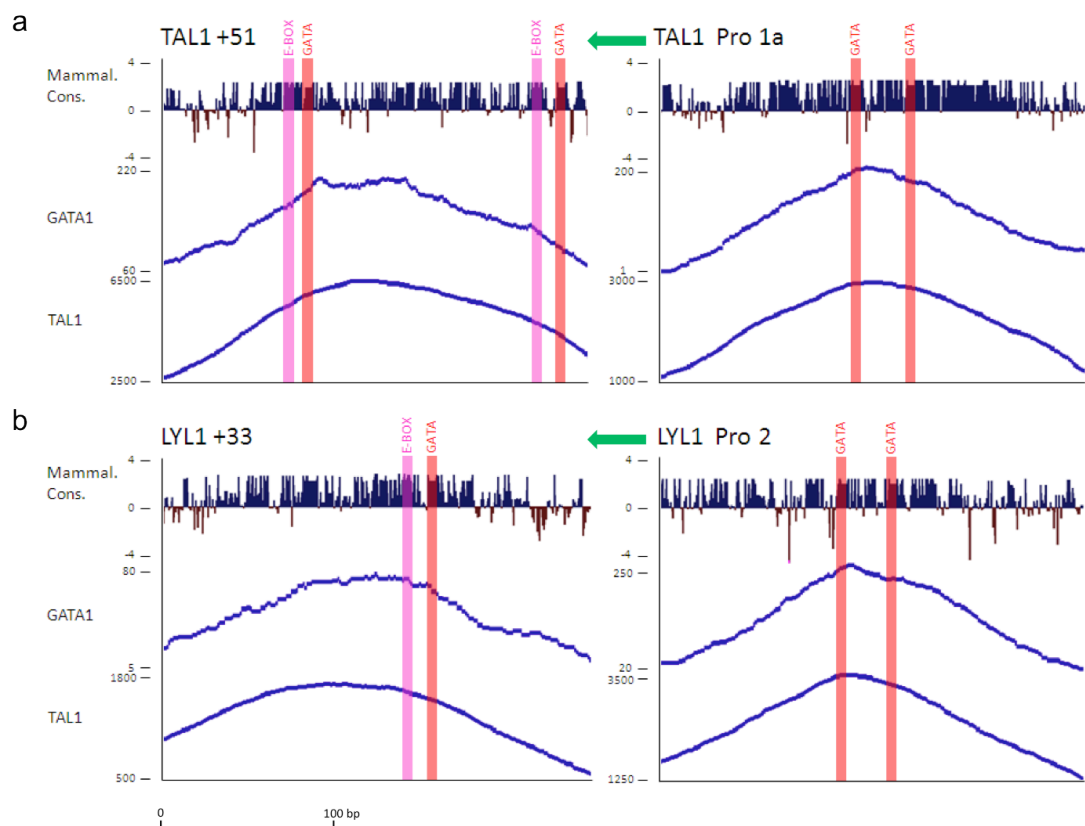 a
TAL1 +51
E-BOX
GATA
E-BOX
GATA
TAL1 Pro 1a
GATA
GATA
Mammal.
Cons.
4
0
-4
4
0
-4
GATA1
220
60
200
1
TAL1
6500
2500
3000
1000
b
LYL1 +33
E-BOX
GATA
LYL1 Pro 2
GATA
GATA
Mammal.
Cons.
4
0
-4
4
0
-4
GATA1
80
5
250
20
TAL1
1800
500
3500
1250
0
100 bp